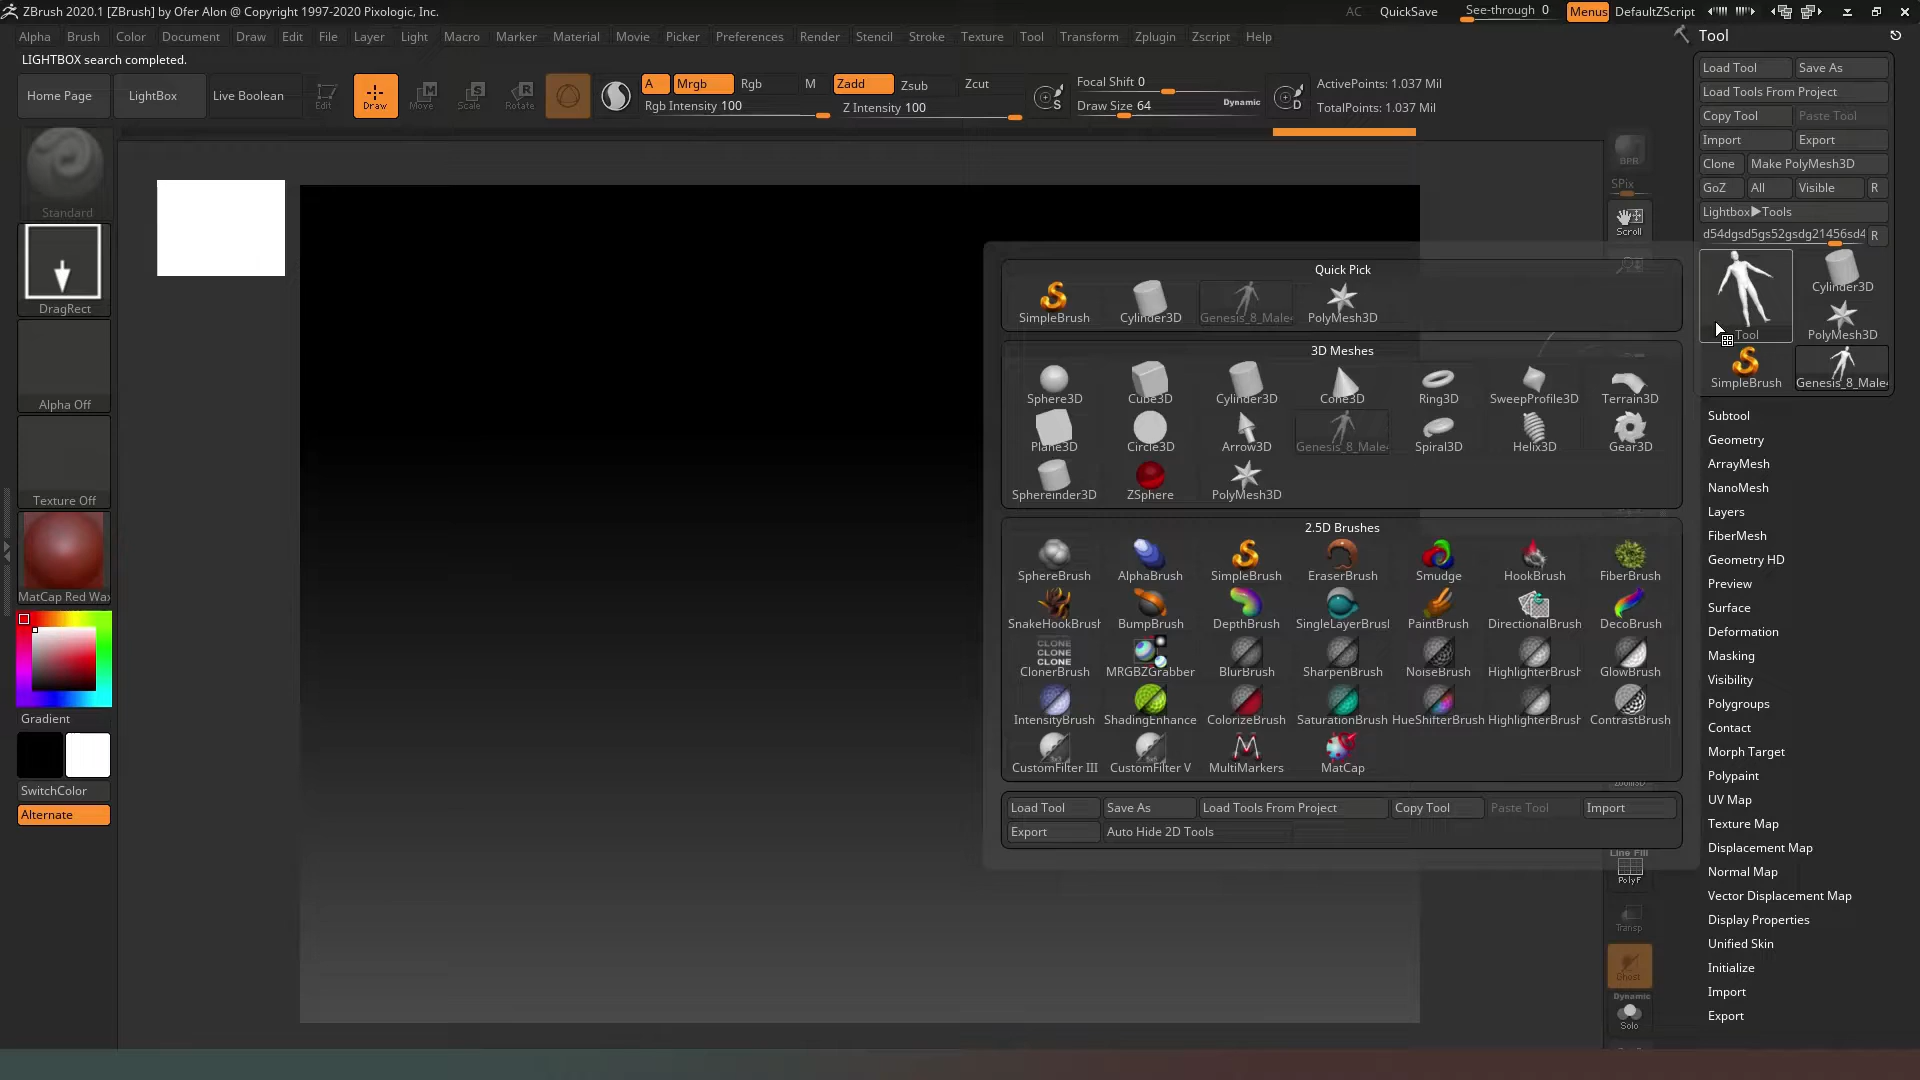 ZBrush 2020.1 [ZBrush] by Ofer Alon @ Copyright 1997-2020 Pixologic, Inc.
AC QuickSave See-through 0 Menus DefaultZScript
Alpha Brush Color Document Draw Edit File Layer Light Macro Marker Material Movie Picker Preferences Render Stencil Stroke Texture Tool Transform Zplugin Zscript Help
LIGHTBOX search completed.
Home Page LightBox Live Boolean Edit Draw Move Scale Rotate
A Mrgb Rgb M Zadd Zsub Zcut
Rgb Intensity 100 Z Intensity 100
S Focal Shift 0
Draw Size 64 Dynamic
D ActivePoints: 1.037 Mil
TotalPoints: 1.037 Mil
Standard
DragRect
Alpha Off
Texture Off
MatCap Red Wax
Gradient
SwitchColor
Alternate
Quick Pick
SimpleBrush Cylinder3D Genesis_8_Male PolyMesh3D
3D Meshes
Sphere3D Cube3D Cylinder3D Cone3D Ring3D SweepProfile3D Terrain3D
Plane3D Circle3D Arrow3D Genesis_8_Male Spiral3D Helix3D Gear3D
Sphereinder3D ZSphere PolyMesh3D
2.5D Brushes
SphereBrush AlphaBrush SimpleBrush EraserBrush Smudge HookBrush FiberBrush
SnakeHookBrush BumpBrush DepthBrush SingleLayerBrush PaintBrush DirectionalBrush DecoBrush
CLONE
CLONE
CLONE
ClonerBrush MRGBZGrabber BlurBrush SharpenBrush NoiseBrush HighlighterBrush GlowBrush
IntensityBrush ShadingEnhance ColorizeBrush SaturationBrush HueShifterBrush HighlighterBrush ContrastBrush
CustomFilter III CustomFilter V MultiMarkers MatCap
Load Tool Save As Load Tools From Project Copy Tool Paste Tool Import
Export Auto Hide 2D Tools
BPR
SPix
Scroll
Line Fill
PolyF
Transp
Ghost
Dynamic
Solo
Tool
Load Tool Save As
Load Tools From Project
Copy Tool Paste Tool
Import Export
Clone Make PolyMesh3D
GoZ All Visible R
Lightbox▶Tools
d54dgsd5gs52gsdg21456sd4 R
Cylinder3D
Tool PolyMesh3D
SimpleBrush Genesis_8_Male
Subtool
Geometry
ArrayMesh
NanoMesh
Layers
FiberMesh
Geometry HD
Preview
Surface
Deformation
Masking
Visibility
Polygroups
Contact
Morph Target
Polypaint
UV Map
Texture Map
Displacement Map
Normal Map
Vector Displacement Map
Display Properties
Unified Skin
Initialize
Import
Export